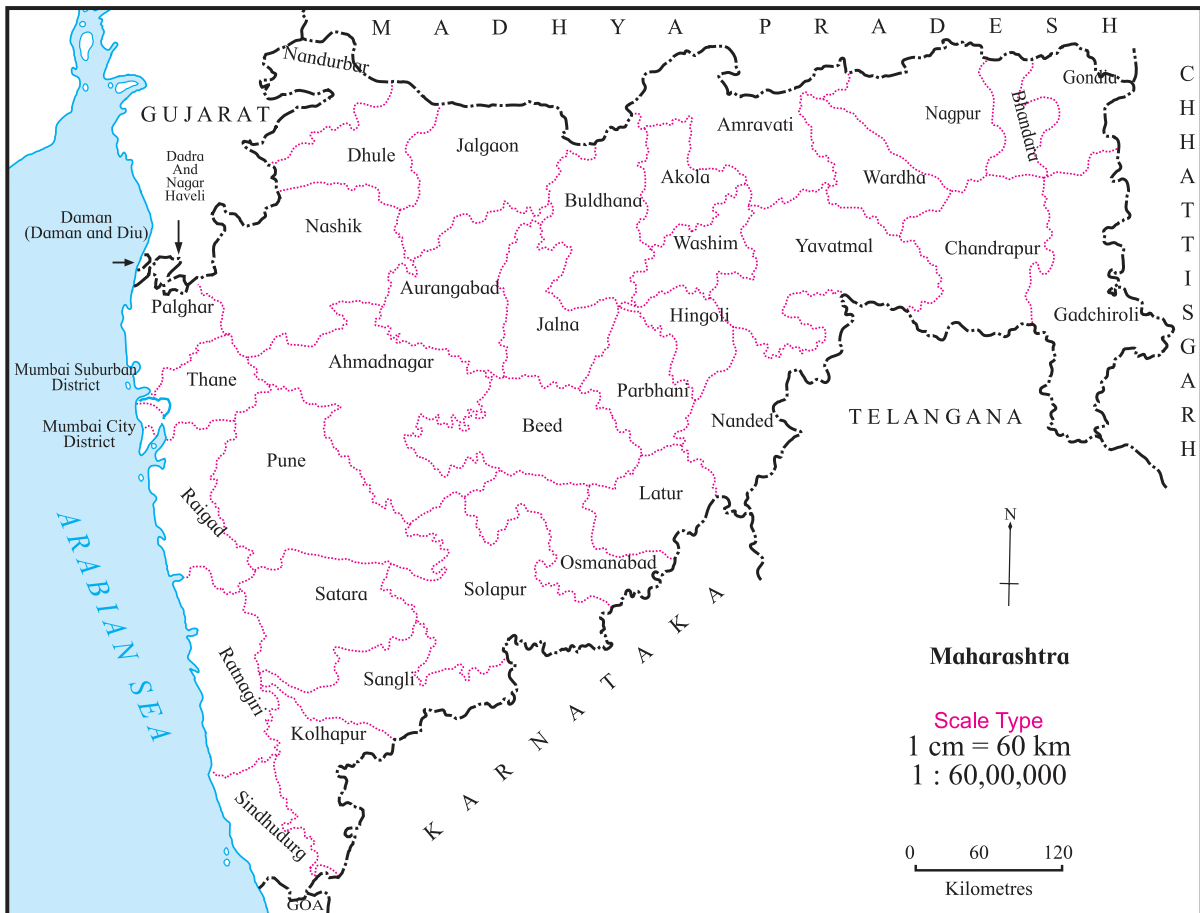 M A D H Y A P R A D E S H
Nandurbar
Gondia
C H H A T T I S G A R H
GUJARAT
Bhandara
Nagpur
Amravati
Dhule
Jalgaon
Dadra
And
Nagar
Haveli
Akola
Wardha
Buldhana
Daman
(Daman and Diu)
Nashik
Washim
Yavatmal
Chandrapur
Aurangabad
Palghar
Jalna
Hingoli
Gadchiroli
Ahmadnagar
Mumbai Suburban
District
Thane
Parbhani
Mumbai City
District
Beed
Nanded
TELANGANA
Pune
Latur
Raigad
N
ARABIAN SEA
Osmanabad
Satara
Solapur
K A R N A T A K A
Ratnagiri
Sangli
Maharashtra
Kolhapur
Scale Type
1 cm = 60 km
1 : 60,00,000
Sindhudurg
0 60 120
Kilometres
GOA